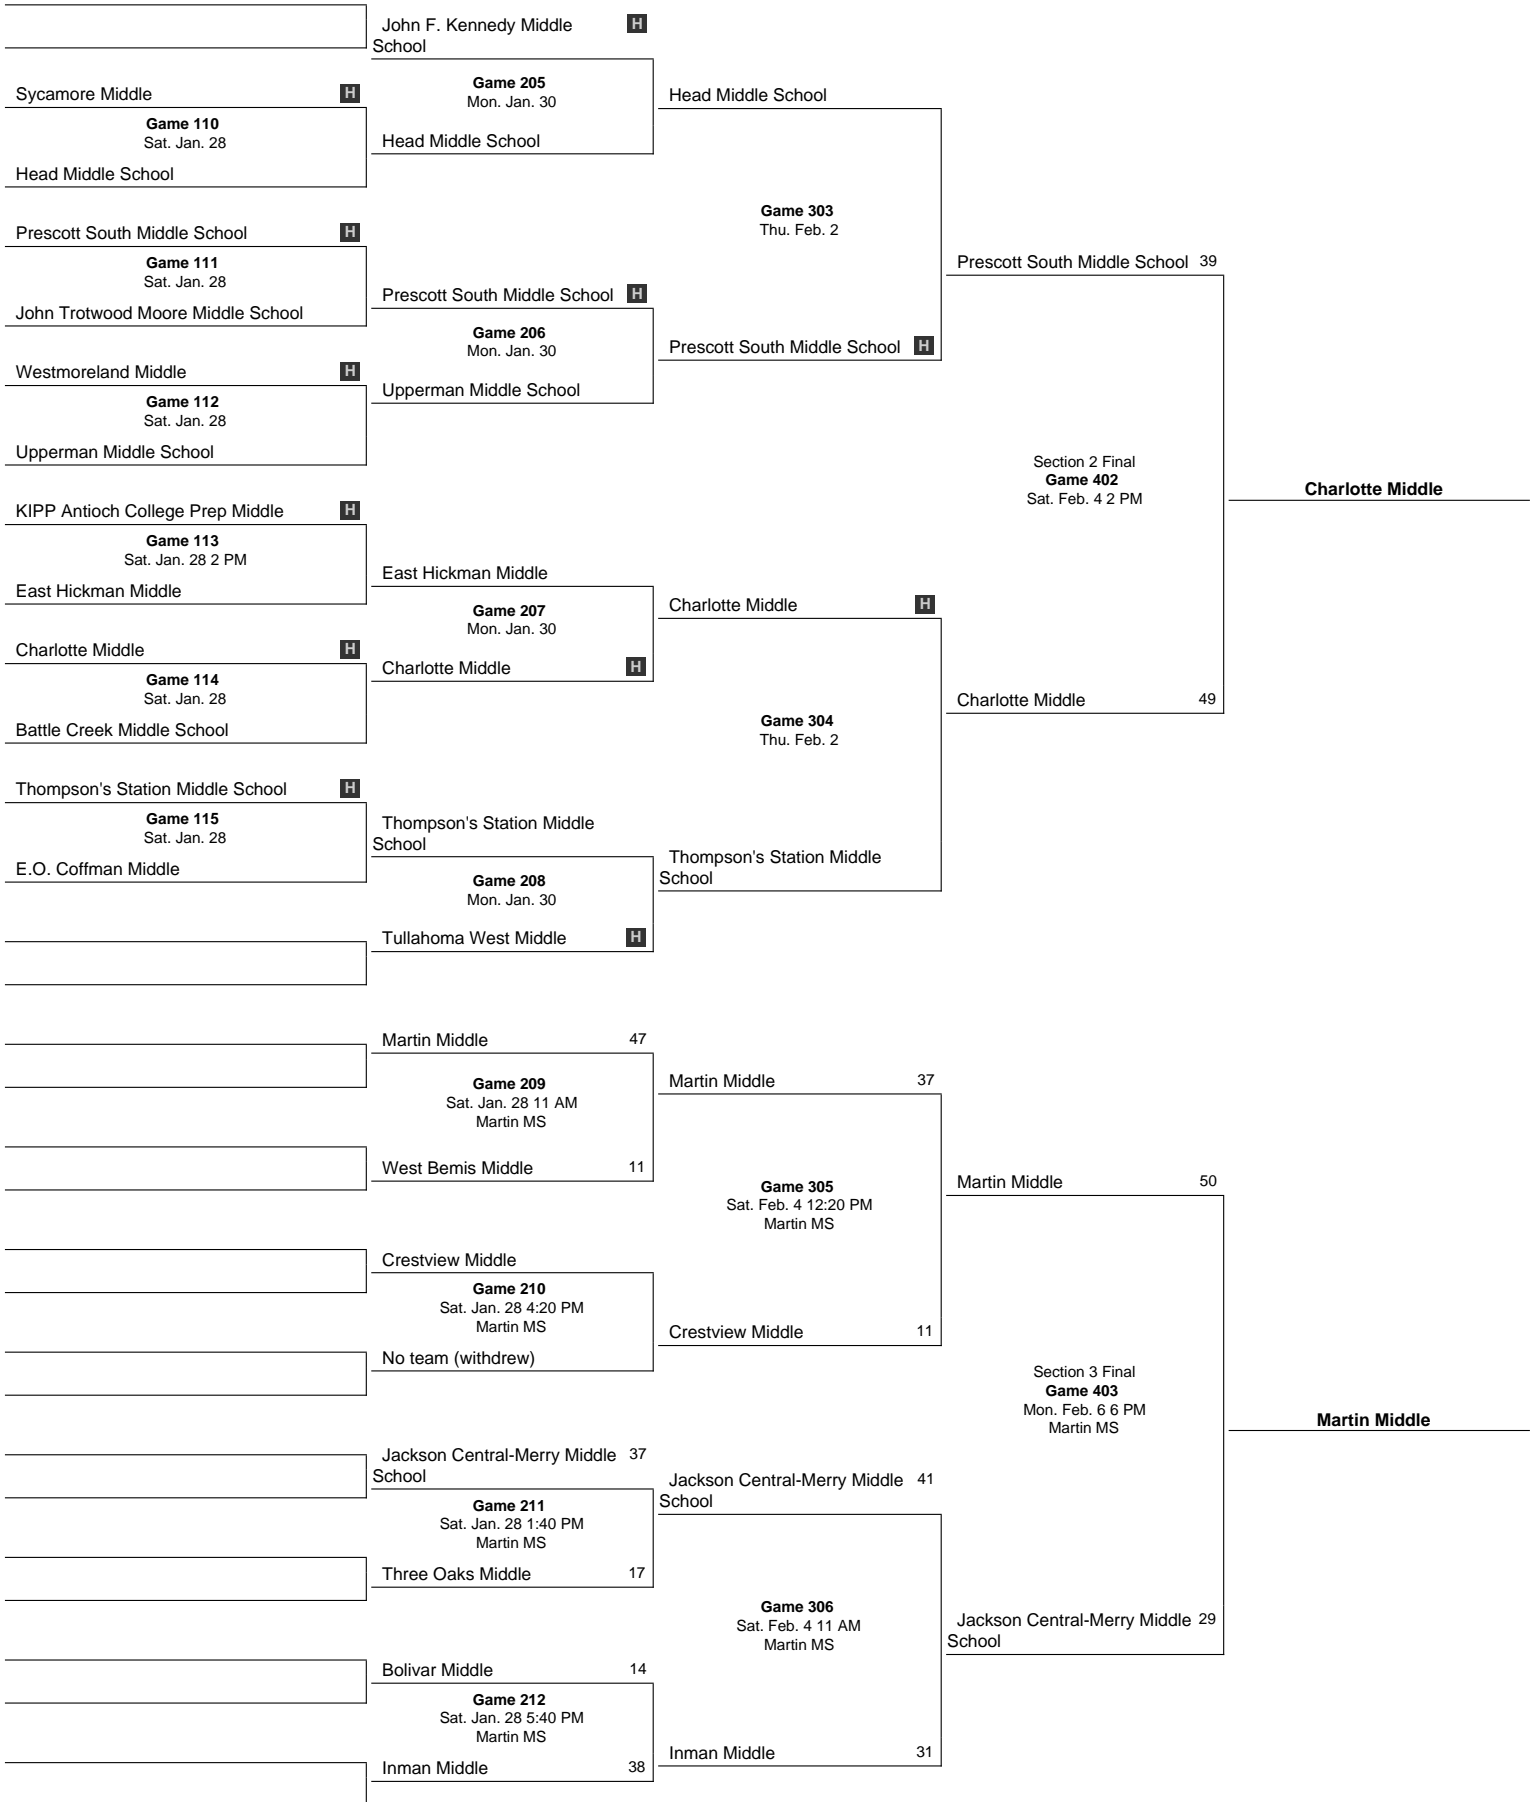 John F. Kennedy Middle H
School
Game 205
Mon. Jan. 30
Head Middle School
Sycamore Middle H
Game 110
Sat. Jan. 28
Head Middle School
Head Middle School
Prescott South Middle School H
Game 111
Sat. Jan. 28
John Trotwood Moore Middle School
Prescott South Middle School H
Game 206
Mon. Jan. 30
Upperman Middle School
Westmoreland Middle H
Game 112
Sat. Jan. 28
Upperman Middle School
Game 303
Thu. Feb. 2
Prescott South Middle School H
Prescott South Middle School 39
Section 2 Final
Game 402
Sat. Feb. 4 2 PM
Charlotte Middle
KIPP Antioch College Prep Middle H
Game 113
Sat. Jan. 28 2 PM
East Hickman Middle
East Hickman Middle
Game 207
Mon. Jan. 30
Charlotte Middle H
Charlotte Middle H
Game 114
Sat. Jan. 28
Battle Creek Middle School
Charlotte Middle H
Game 304
Thu. Feb. 2
Charlotte Middle 49
Thompson's Station Middle School H
Game 115
Sat. Jan. 28
E.O. Coffman Middle
Thompson's Station Middle
School
Game 208
Mon. Jan. 30
Tullahoma West Middle H
Thompson's Station Middle
School
Martin Middle 47
Game 209
Sat. Jan. 28 11 AM
Martin MS
West Bemis Middle 11
Martin Middle 37
Game 305
Sat. Feb. 4 12:20 PM
Martin MS
Crestview Middle
Game 210
Sat. Jan. 28 4:20 PM
Martin MS
No team (withdrew)
Crestview Middle 11
Martin Middle 50
Section 3 Final
Game 403
Mon. Feb. 6 6 PM
Martin MS
Martin Middle
Jackson Central-Merry Middle 37
School
Game 211
Sat. Jan. 28 1:40 PM
Martin MS
Three Oaks Middle 17
Jackson Central-Merry Middle 41
School
Game 306
Sat. Feb. 4 11 AM
Martin MS
Jackson Central-Merry Middle 29
School
Bolivar Middle 14
Game 212
Sat. Jan. 28 5:40 PM
Martin MS
Inman Middle 38
Inman Middle 31